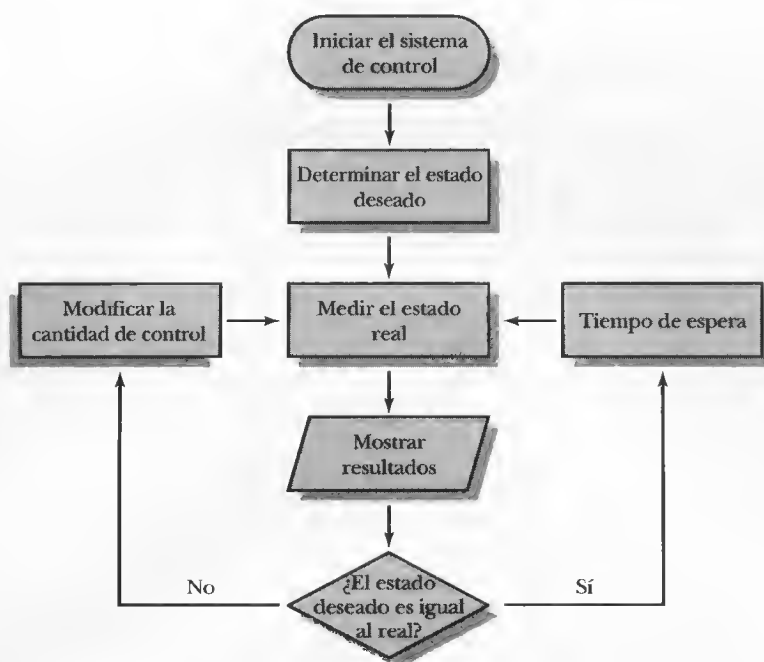 Iniciar el sistema
de control
Determinar el estado
deseado
Modificar la
cantidad de control
Medir el estado
real
Tiempo de espera
Mostrar
resultados
No
¿El estado
deseado es igual
al real?
Sí